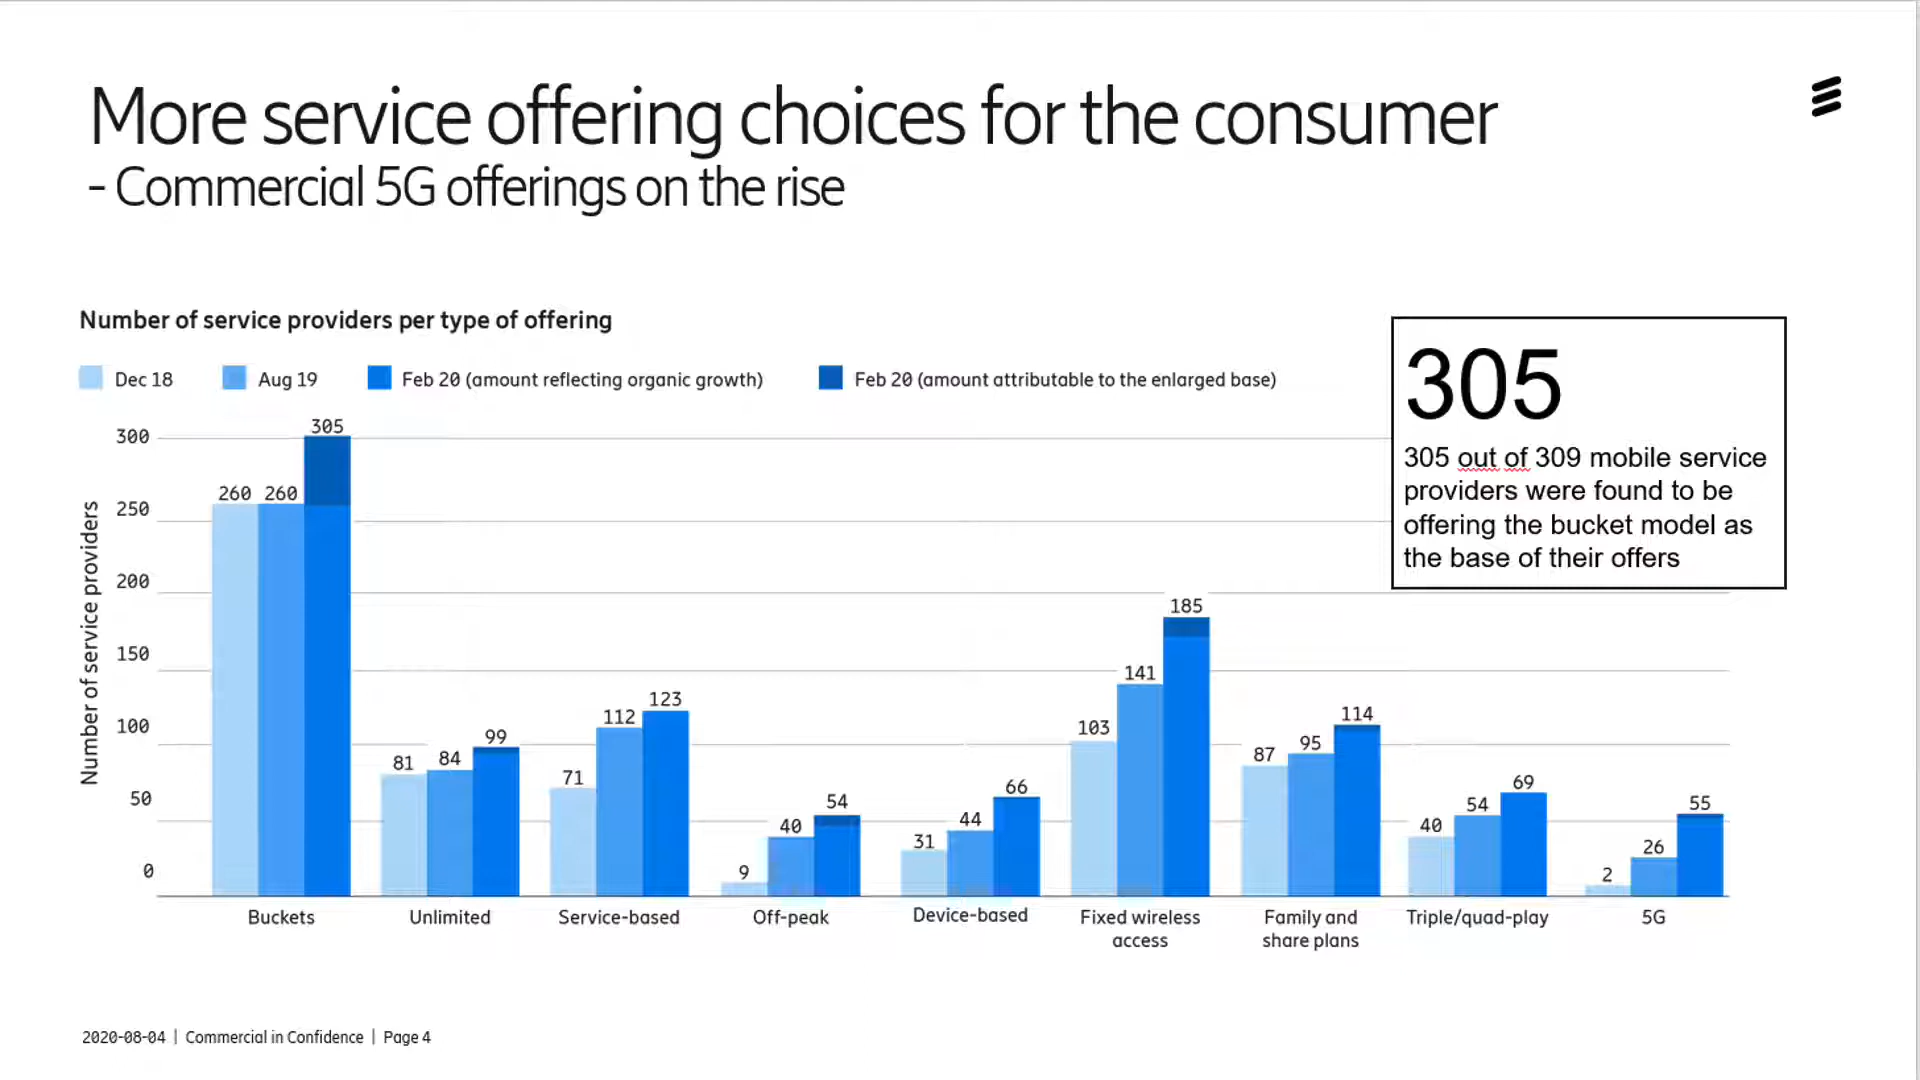 More service offering choices for the consumer
- Commercial 5G offerings on the rise
Number of service providers per type of offering
Dec 18
Aug 19
Feb 20 (amount reflecting organic growth)
Feb 20 (amount attributable to the enlarged base)
305
305 out of 309 mobile service
providers were found to be
offering the bucket model as
the base of their offers
Number of service providers
300
250
200
150
100
50
0
260 260 305
81 84 99
71 112 123
9 40 54
31 44 66
103 141 185
87 95 114
40 54 69
2 26 55
Buckets
Unlimited
Service-based
Off-peak
Device-based
Fixed wireless
access
Family and
share plans
Triple/quad-play
5G
2020-08-04 | Commercial in Confidence | Page 4